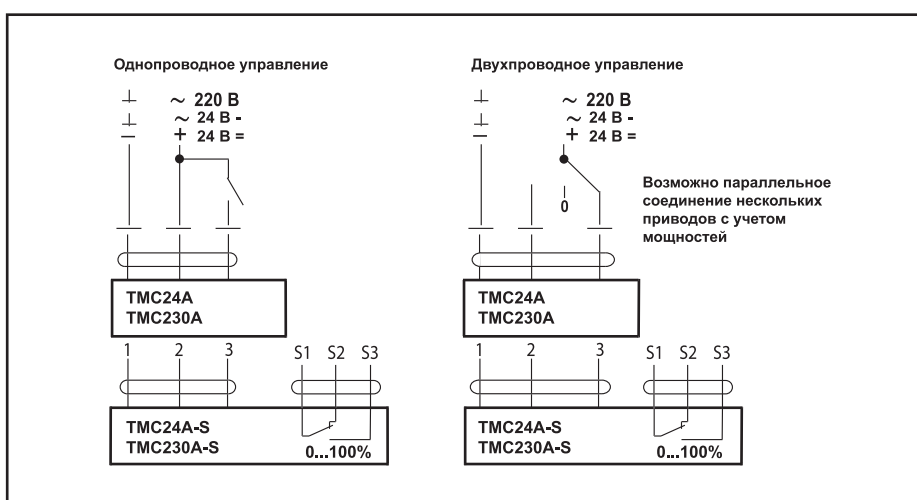 Однопроводное управление
~ 220 В
~ 24 В -
+ 24 В =
TMC24A
TMC230A
1 2 3 S1 S2 S3
TMC24A-S
TMC230A-S
0...100%
Двухпроводное управление
~ 220 В
~ 24 В -
+ 24 В =
0
Возможно параллельное
соединение нескольких
приводов с учетом
мощностей
TMC24A
TMC230A
1 2 3 S1 S2 S3
TMC24A-S
TMC230A-S
0...100%